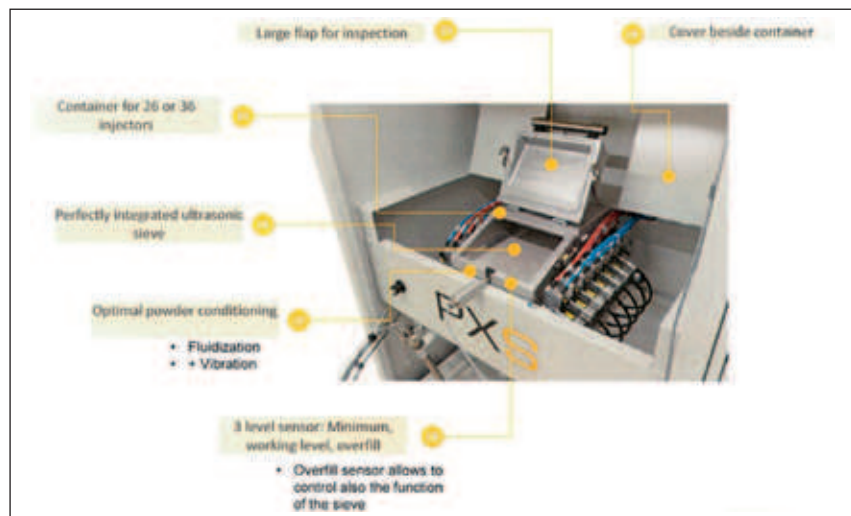 Large flap for inspection
Cover beside container
Container for 26 or 36
injectors
Perfectly integrated ultrasonic
sieve
Optimal powder conditioning
• Fluidization
• + Vibration
PXS
3 level sensor: Minimum,
working level, overfill
• Overfill sensor allows to
control also the function
of the sieve